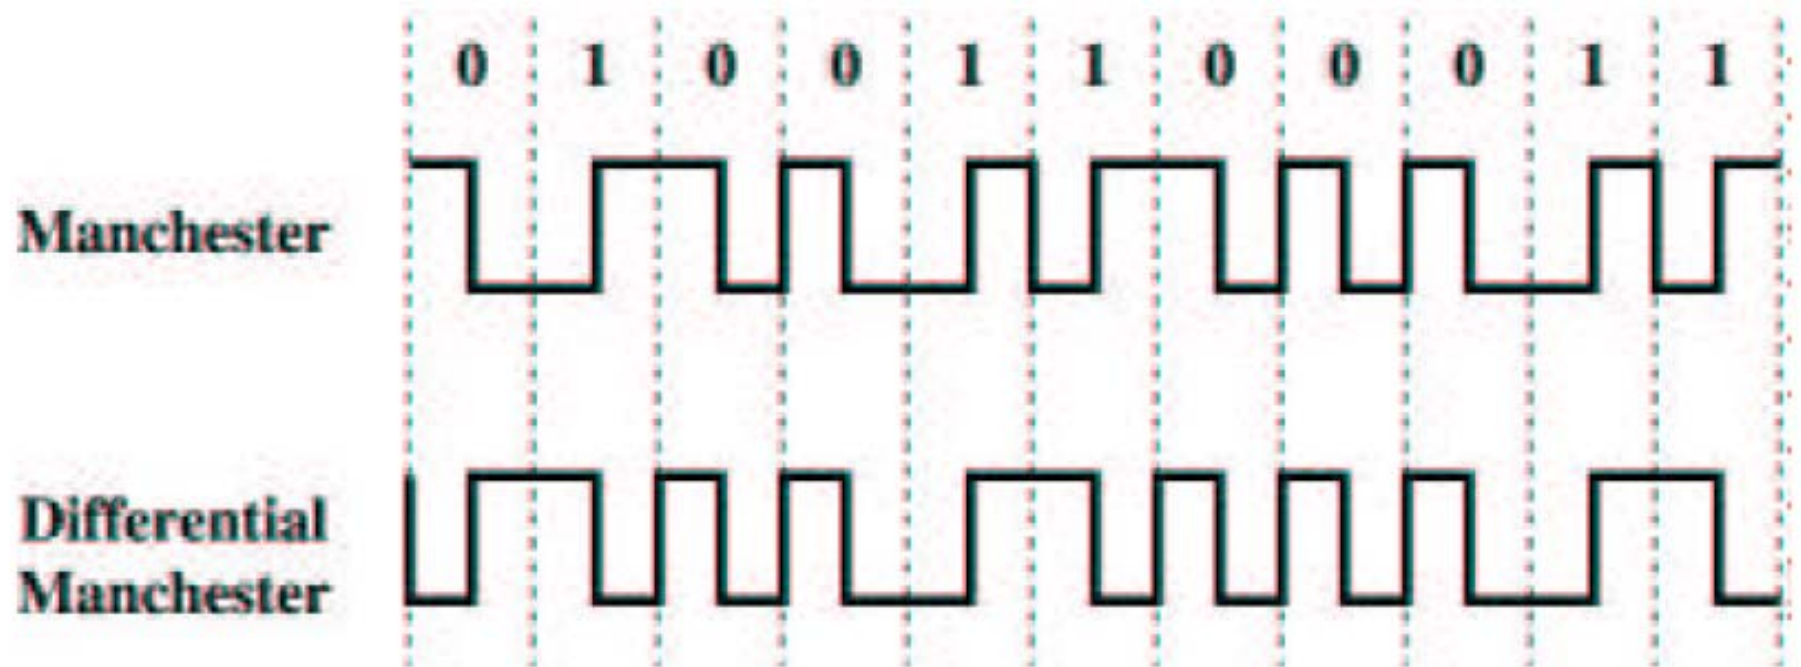 0 1 0 0 1 1 0 0 0 1 1
Manchester
Differential
Manchester